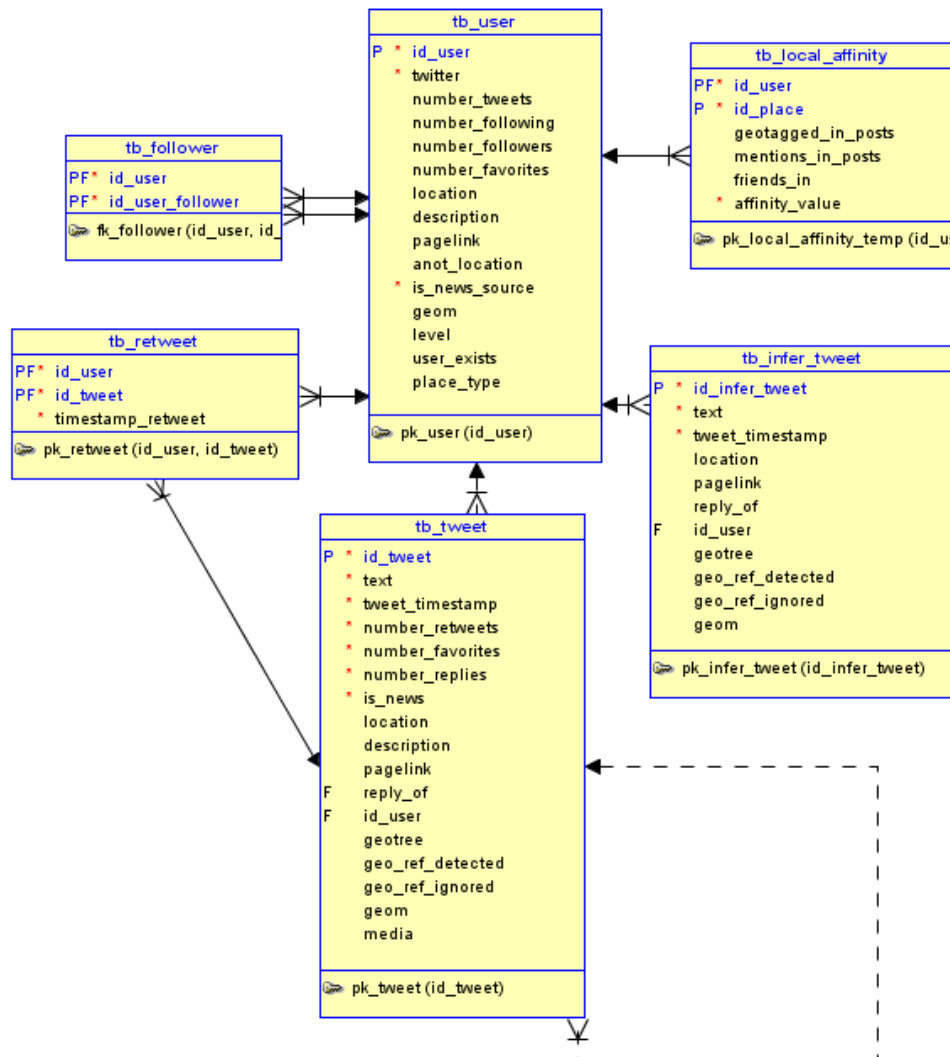 tb_user
P * id_user
* twitter
number_tweets
number_following
number_followers
number_favorites
location
description
pagelink
anot_location
* is_news_source
geom
level
user_exists
place_type
pk_user (id_user)
tb_local_affinity
PF* id_user
P * id_place
geotagged_in_posts
mentions_in_posts
friends_in
* affinity_value
pk_local_affinity_temp (id_us
tb_follower
PF* id_user
PF* id_user_follower
fk_follower (id_user, id_
tb_retweet
PF* id_user
PF* id_tweet
* timestamp_retweet
pk_retweet (id_user, id_tweet)
tb_infer_tweet
P * id_infer_tweet
* text
* tweet_timestamp
location
pagelink
reply_of
F id_user
geotree
geo_ref_detected
geo_ref_ignored
geom
pk_infer_tweet (id_infer_tweet)
tb_tweet
P * id_tweet
* text
* tweet_timestamp
* number_retweets
* number_favorites
* number_replies
* is_news
location
description
pagelink
F reply_of
F id_user
geotree
geo_ref_detected
geo_ref_ignored
geom
media
pk_tweet (id_tweet)